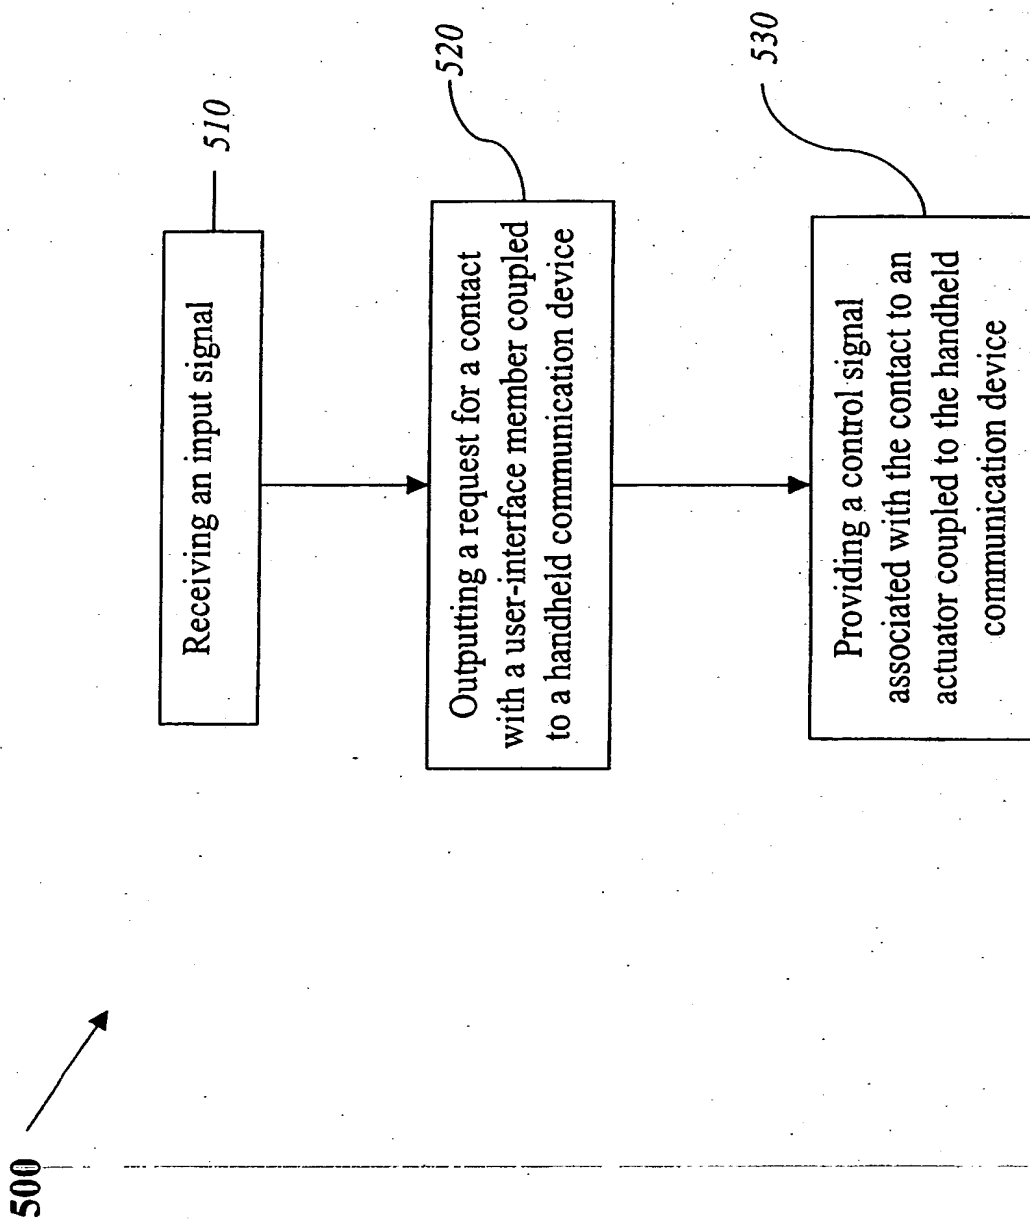 500
Receiving an input signal
510
Outputting a request for a contact
with a user-interface member coupled
to a handheld communication device
520
Providing a control signal
associated with the contact to an
actuator coupled to the handheld
communication device
530